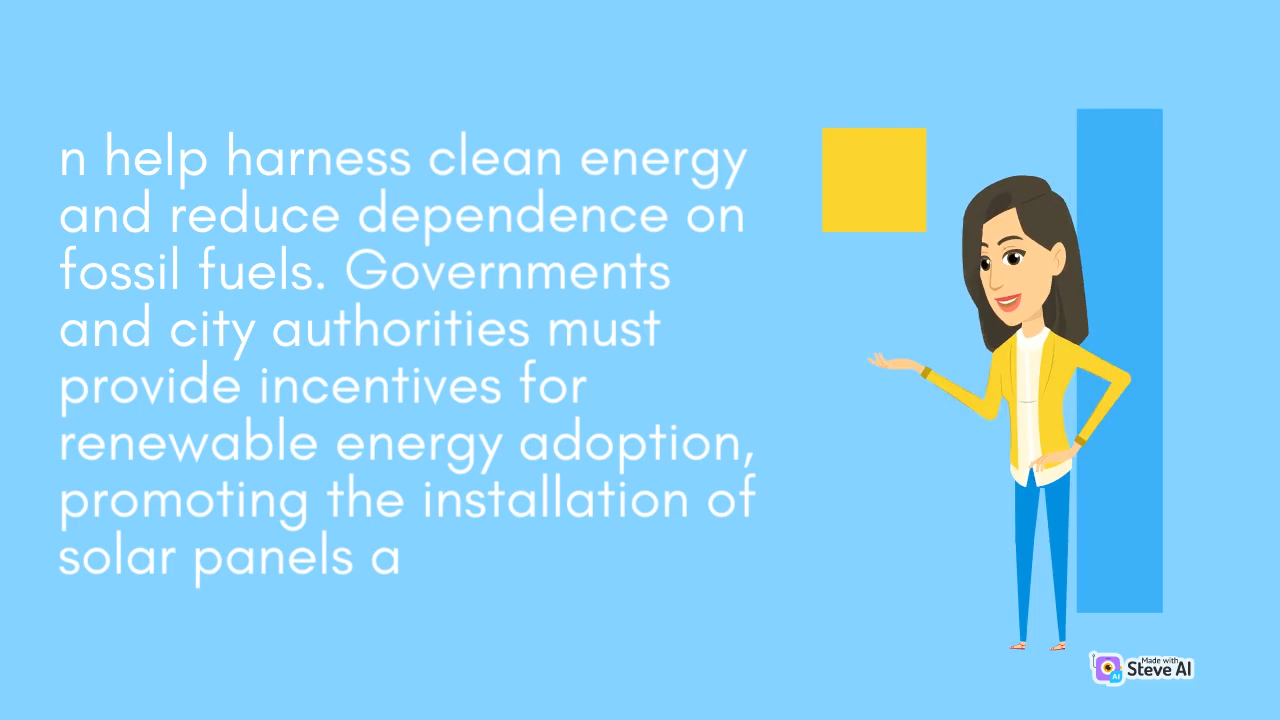 n help harness clean energy
and reduce dependence on
fossil fuels. Governments
and city authorities must
provide incentives for
renewable energy adoption,
promoting the installation of
solar panels a
Made with
Steve AI
AI